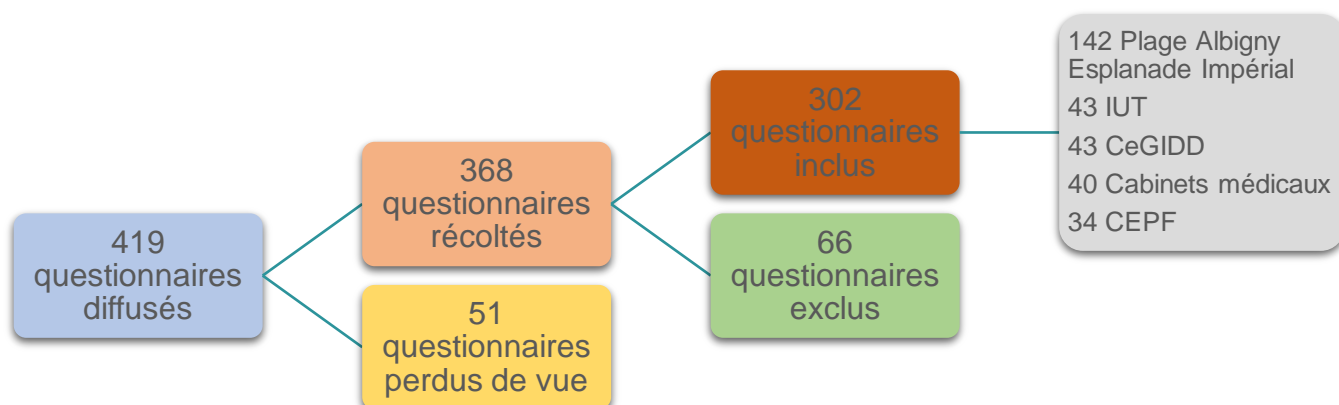 419
questionnaires
diffusés
368
questionnaires
récoltés
51
questionnaires
perdus de vue
302
questionnaires
inclus
66
questionnaires
exclus
142 Plage Albigny
Esplanade Impérial
43 IUT
43 CeGIDD
40 Cabinets médicaux
34 CEPF